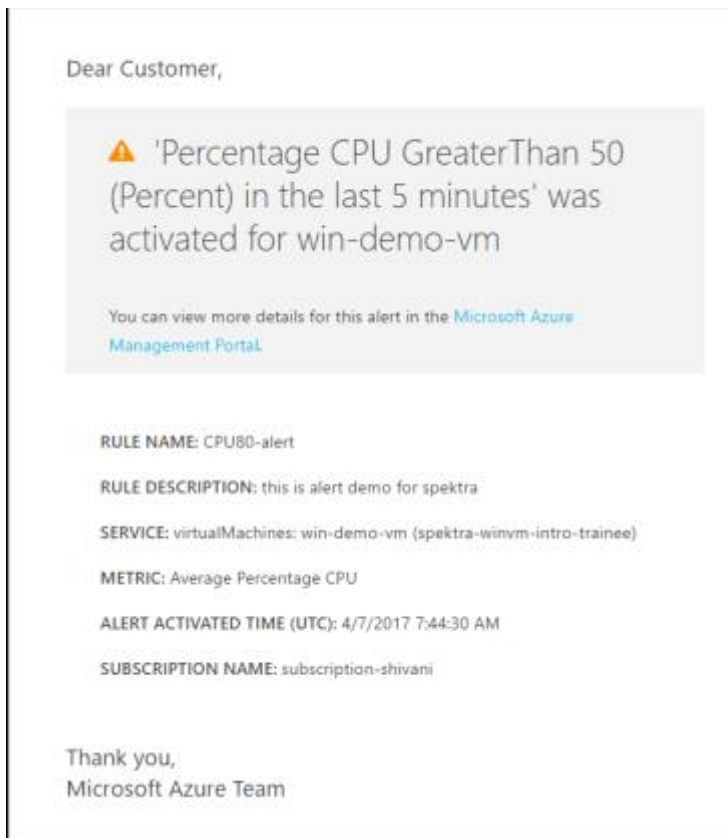 Dear Customer,
'Percentage CPU GreaterThan 50
(Percent) in the last 5 minutes' was
activated for win-demo-vm
You can view more details for this alert in the Microsoft Azure
Management Portal.
RULE NAME: CPU80-alert
RULE DESCRIPTION: this is alert demo for spektra
SERVICE: virtualMachines: win-demo-vm (spektra-winvm-intro-trainee)
METRIC: Average Percentage CPU
ALERT ACTIVATED TIME (UTC): 4/7/2017 7:44:30 AM
SUBSCRIPTION NAME: subscription-shivani
Thank you,
Microsoft Azure Team